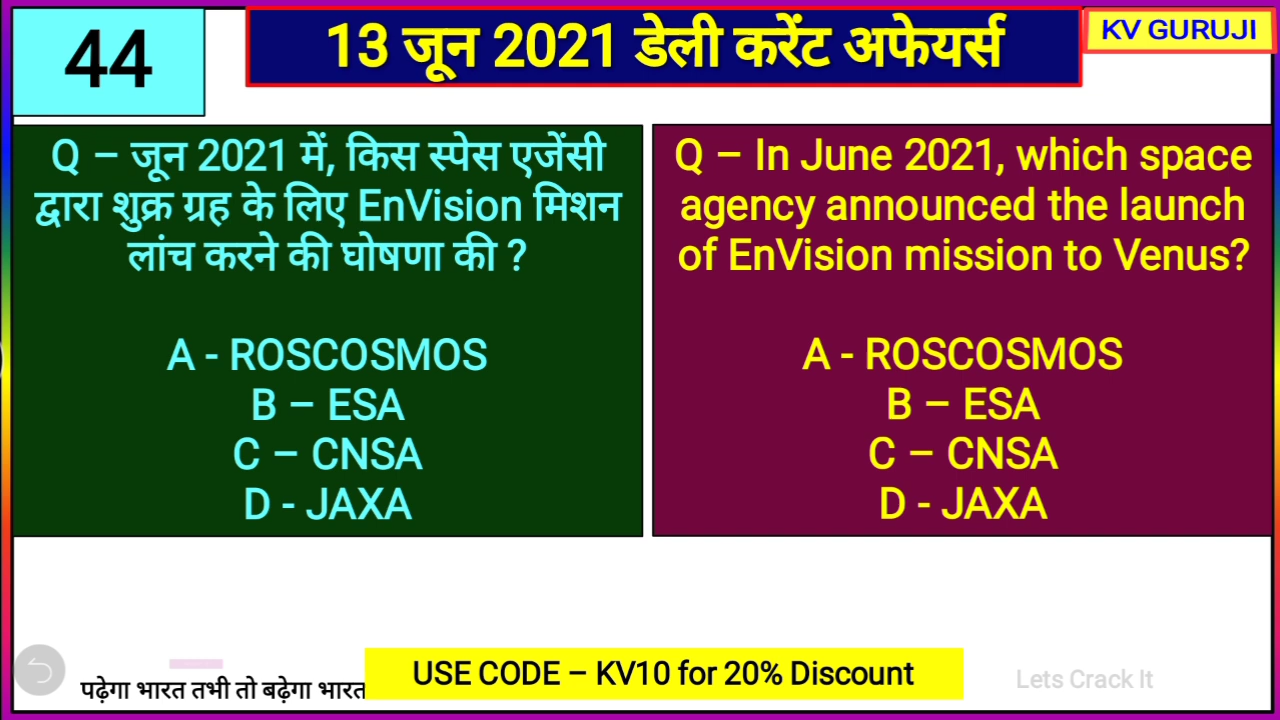 44
13 जून 2021 डेली करेंट अफेयर्स
KV GURUJI
Q – जून 2021 में, किस स्पेस एजेंसी
द्वारा शुक्र ग्रह के लिए EnVision मिशन
लांच करने की घोषणा की ?
A - ROSCOSMOS
B – ESA
C – CNSA
D - JAXA
Q – In June 2021, which space
agency announced the launch
of EnVision mission to Venus?
A - ROSCOSMOS
B – ESA
C – CNSA
D - JAXA
पढ़ेगा भारत तभी तो बढ़ेगा भारत
USE CODE – KV10 for 20% Discount
Lets Crack It